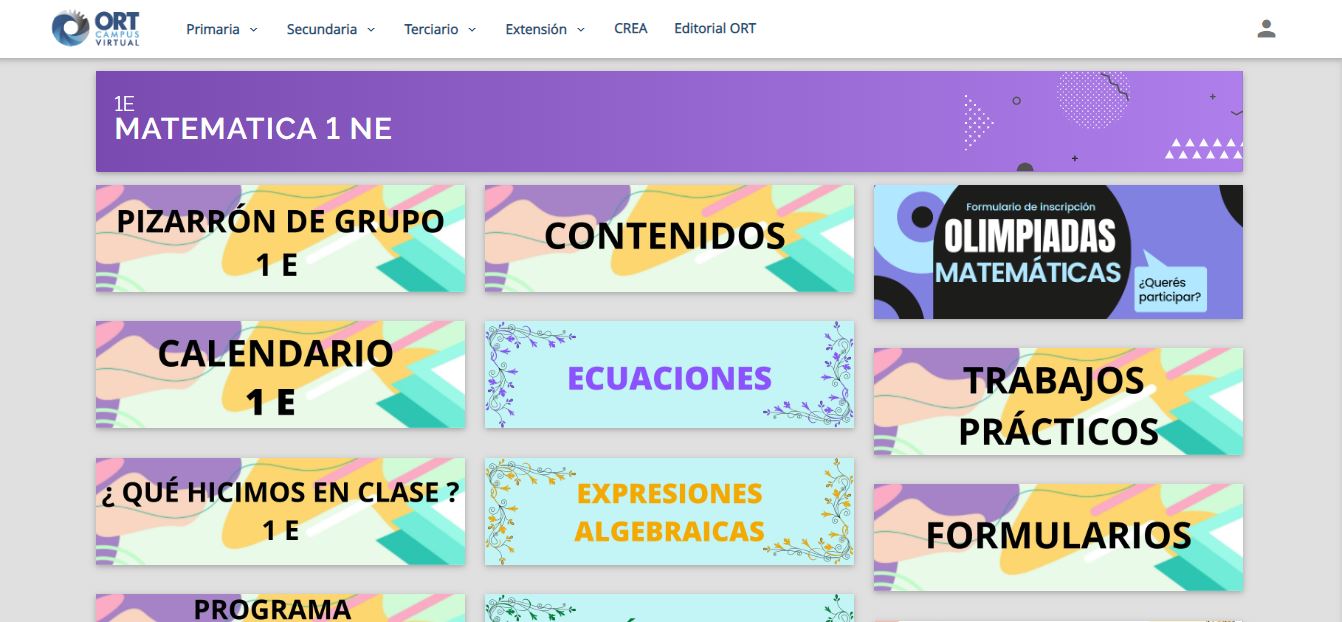 ORT
CAMPUS
VIRTUAL
Primaria
Secundaria
Terciario
Extensión
CREA
Editorial ORT
1E
MATEMATICA 1 NE
PIZARRÓN DE GRUPO
1 E
CALENDARIO
1 E
¿ QUÉ HICIMOS EN CLASE ?
1 E
PROGRAMA
CONTENIDOS
ECUACIONES
EXPRESIONES
ALGEBRAICAS
Formulario de inscripción
OLIMPIADAS
MATEMÁTICAS
¿Querés
participar?
TRABAJOS
PRÁCTICOS
FORMULARIOS